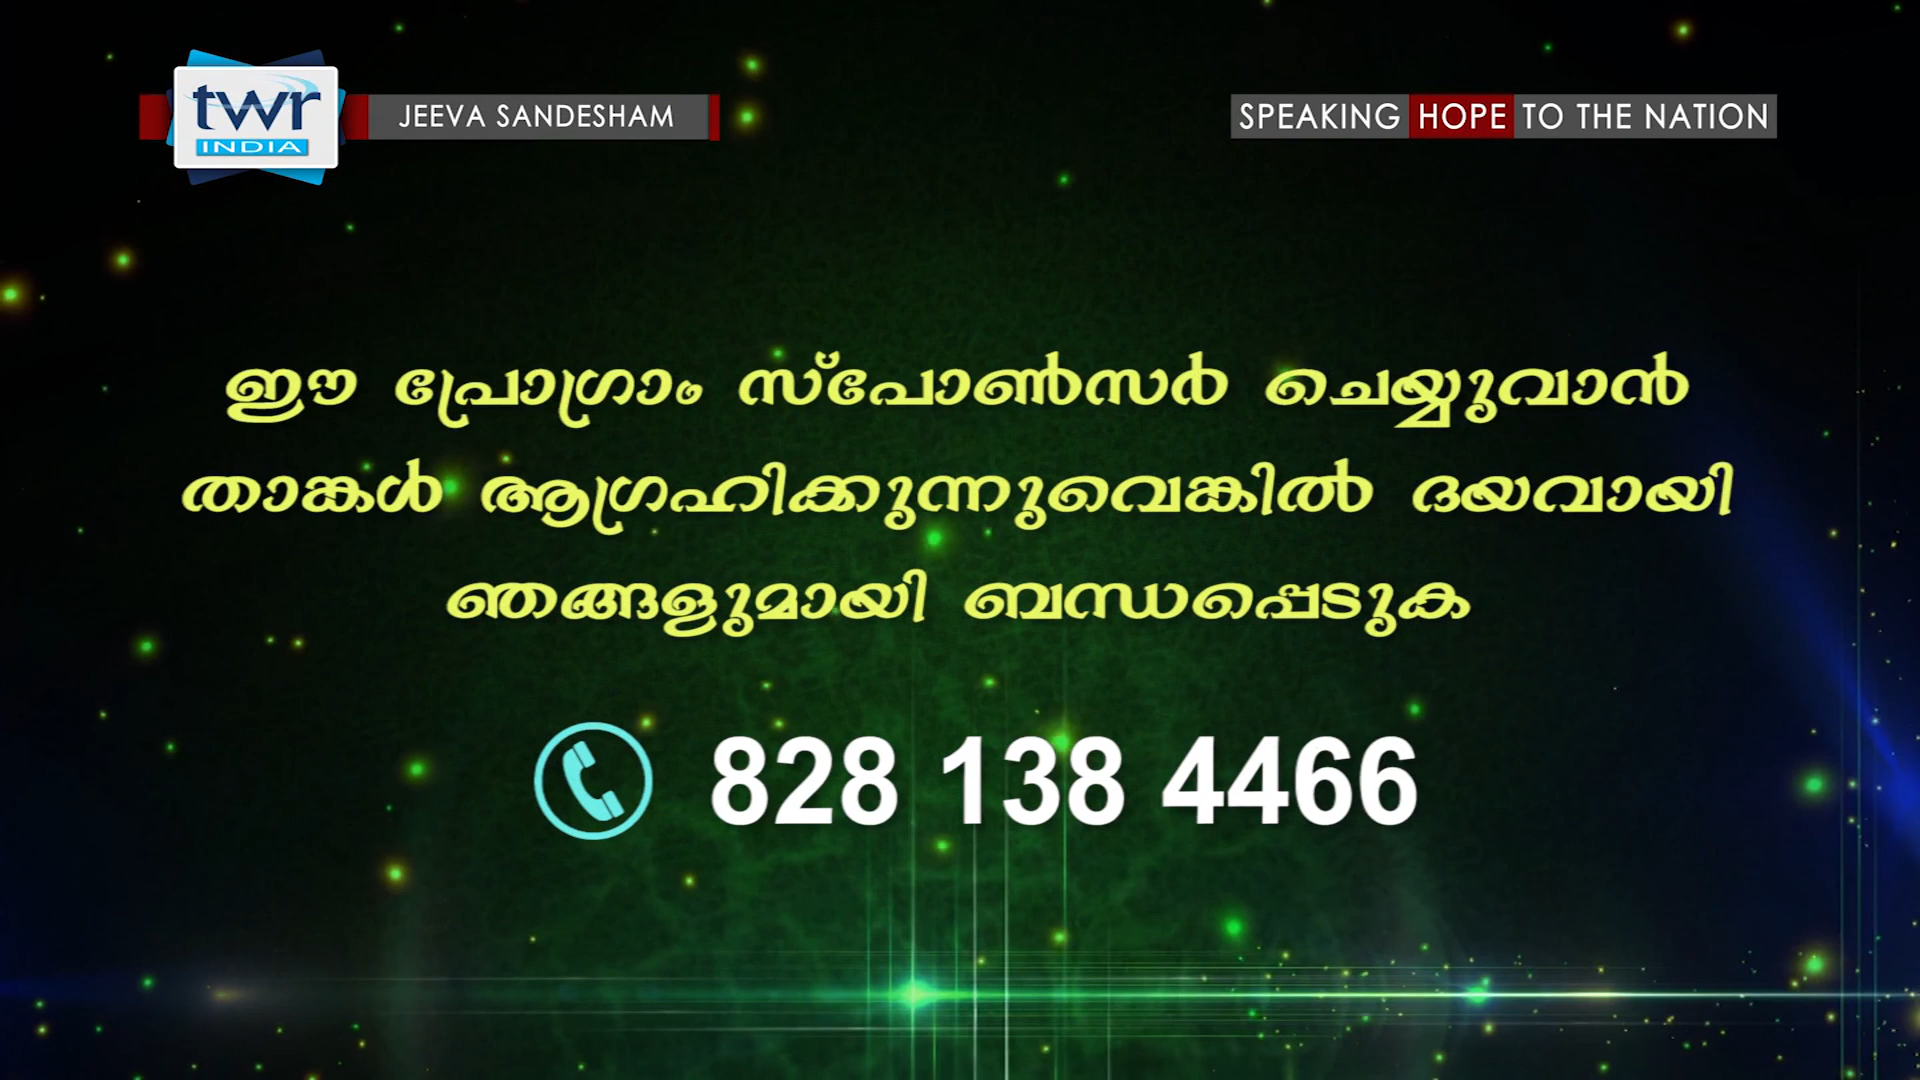 twr
INDIA
JEEVA SANDESHAM
SPEAKING HOPE TO THE NATION
ഈ പ്രോഗ്രാം സ്പോൺസർ ചെയ്യുവാൻ
താങ്കൾ ആഗ്രഹിക്കുന്നുവെങ്കിൽ ദയവായി
ഞങ്ങളുമായി ബന്ധപ്പെടുക
828 138 4466